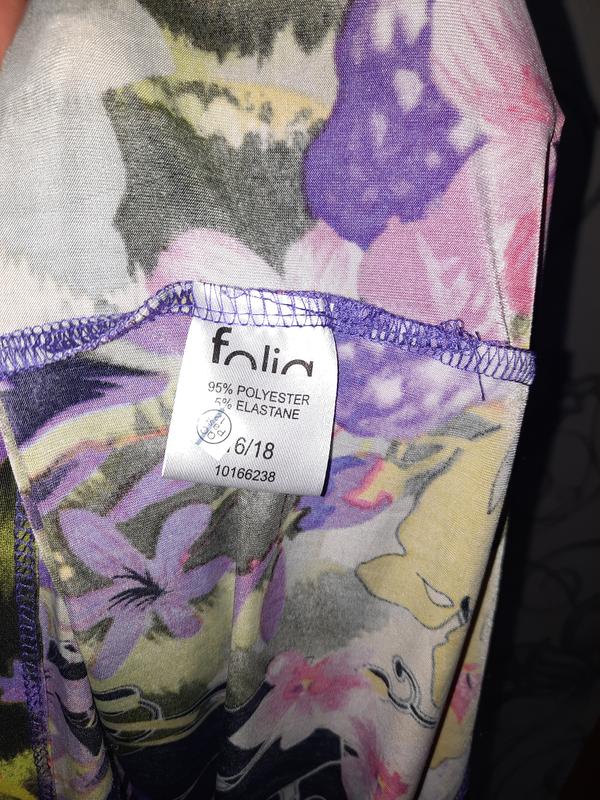 folia
95% POLYESTER
5% ELASTANE
6/18
10166238